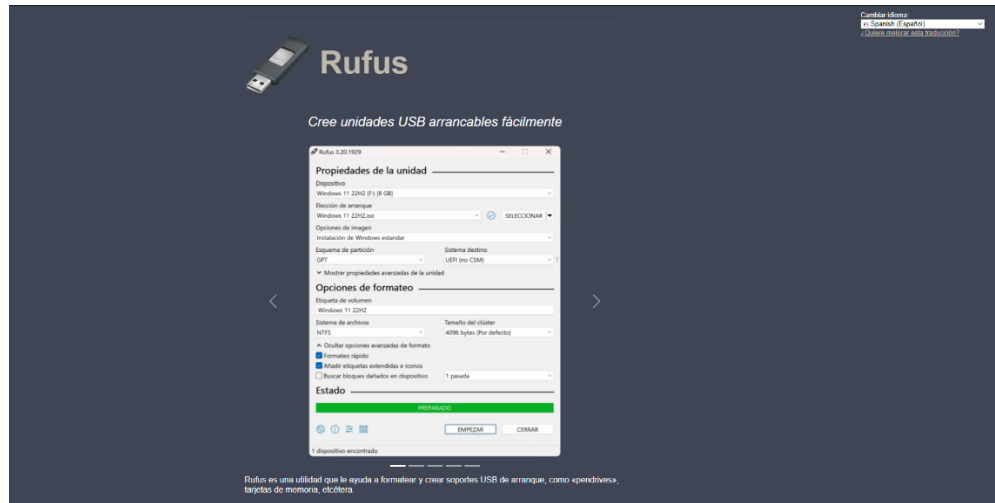 Cambiar idioma:
es Spanish (Español)
¿Quiere mejorar esta traducción?
Rufus
Cree unidades USB arrancables fácilmente
Rufus 3.20.1929
Propiedades de la unidad
Dispositivo
Windows 11 22H2 (F:) [8 GB]
Elección de arranque
Windows 11 22H2.iso SELECCIONAR
Opciones de imagen
Instalación de Windows estandar
Esquema de partición Sistema destino
GPT UEFI (no CSM) ?
Mostrar propiedades avanzadas de la unidad
Opciones de formateo
Etiqueta de volumen
Windows 11 22H2
Sistema de archivos Tamaño del clúster
NTFS 4096 bytes (Por defecto)
Ocultar opciones avanzadas de formato
Formateo rápido
Añadir etiquetas extendidas e iconos
Buscar bloques dañados en dispositivo 1 pasada
Estado
PREPARADO
EMPEZAR CERRAR
1 dispositivo encontrado
Rufus es una utilidad que le ayuda a formatear y crear soportes USB de arranque, como «pendrives»,
tarjetas de memoria, etcétera.